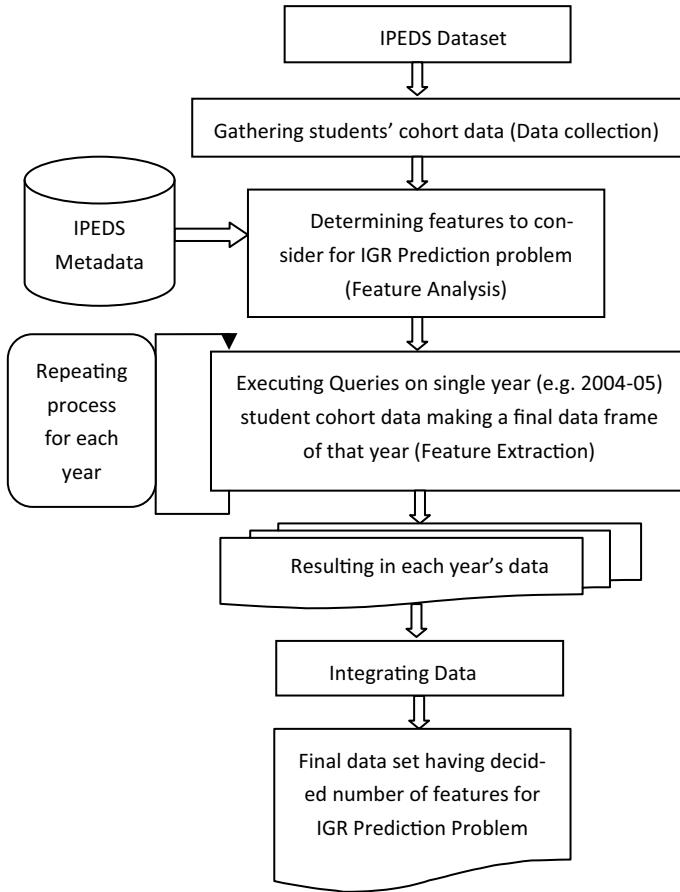 IPEDS Dataset
Gathering students’ cohort data (Data collection)
IPEDS
Metadata
Determining features to con-
sider for IGR Prediction problem
(Feature Analysis)
Repeating
process
for each
year
Executing Queries on single year (e.g. 2004-05)
student cohort data making a final data frame
of that year (Feature Extraction)
Resulting in each year’s data
Integrating Data
Final data set having decid-
ed number of features for
IGR Prediction Problem